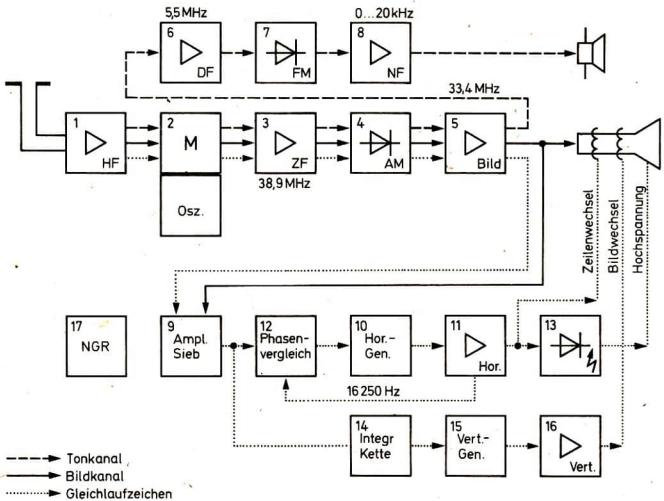 5,5 MHz
0...20 kHz
6
DF
7
FM
8
NF
33,4 MHz
1
HF
2
M
3
ZF
4
AM
5
Bild
Osz.
38,9 MHz
Zeilenwechsel
Bildwechsel
Hochspannung
17
NGR
9
Ampl.
Sieb
12
Phasen-
vergleich
10
Hor.-
Gen.
11
Hor.
13
16 250 Hz
14
Integr
Kette
15
Vert.-
Gen.
16
Vert.
Tonkanal
Bildkanal
Gleichlaufzeichen